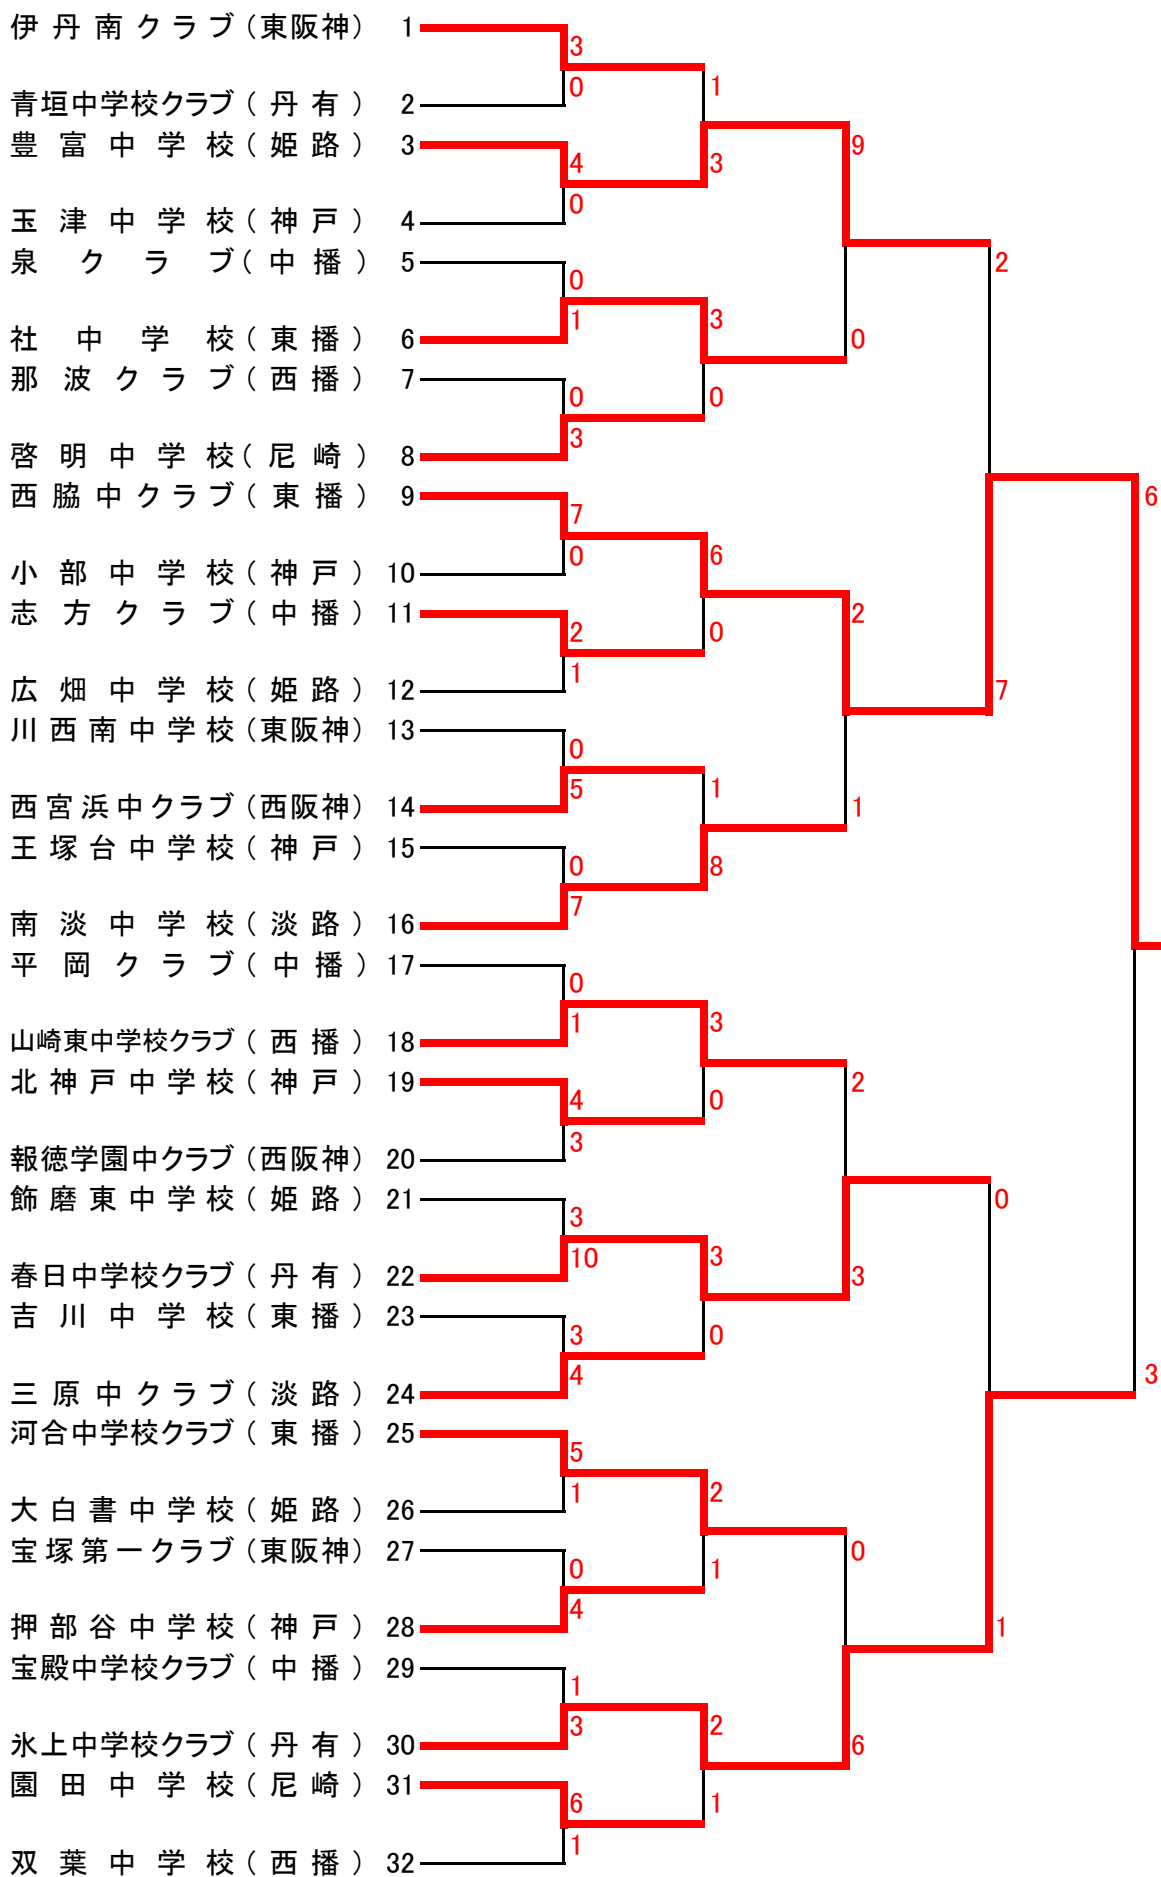 伊丹南クラブ(東阪神) 1
3
0
1
青垣中学校クラブ(丹有) 2
豊富中学校(姫路) 3
9
4
3
0
玉津中学校(神戸) 4
泉クラブ(中播) 5
2
0
1
3
社中学校(東播) 6
0
那波クラブ(西播) 7
0
0
3
啓明中学校(尼崎) 8
西脇中クラブ(東播) 9
6
7
0
6
小部中学校(神戸) 10
志方クラブ(中播) 11
2
2
0
1
広畑中学校(姫路) 12
7
川西南中学校(東阪神) 13
0
5
1
西宮浜中クラブ(西阪神) 14
1
王塚台中学校(神戸) 15
0
8
7
南淡中学校(淡路) 16
平岡クラブ(中播) 17
0
1
3
山崎東中学校クラブ(西播) 18
北神戸中学校(神戸) 19
2
4
0
3
報徳学園中クラブ(西阪神) 20
飾磨東中学校(姫路) 21
0
3
10
3
春日中学校クラブ(丹有) 22
3
吉川中学校(東播) 23
3
0
4
3
三原中クラブ(淡路) 24
河合中学校クラブ(東播) 25
5
1
2
大白書中学校(姫路) 26
宝塚第一クラブ(東阪神) 27
0
0
1
4
押部谷中学校(神戸) 28
1
宝殿中学校クラブ(中播) 29
1
3
2
氷上中学校クラブ(丹有) 30
6
園田中学校(尼崎) 31
6
1
1
双葉中学校(西播) 32